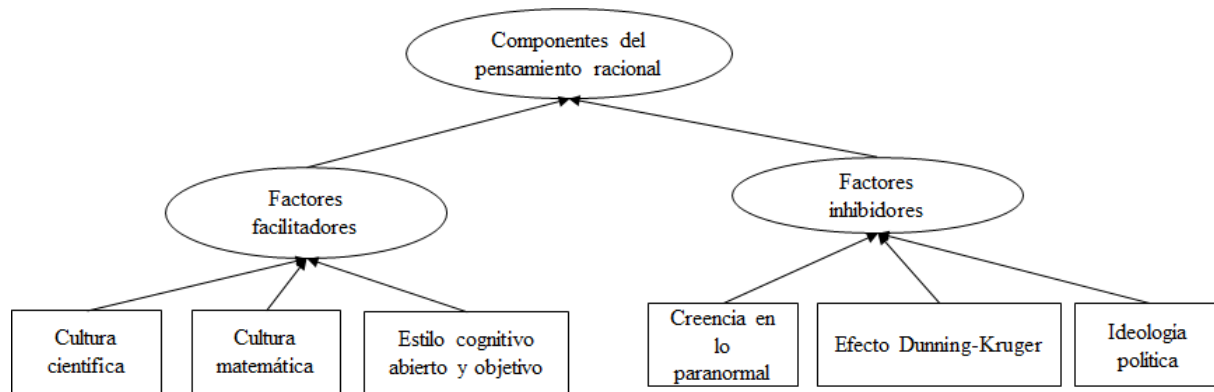 Componentes del
pensamiento racional
Factores
facilitadores
Factores
inhibidores
Cultura
científica
Cultura
matemática
Estilo cognitivo
abierto y objetivo
Creencia en
lo
paranormal
Efecto Dunning-Kruger
Ideología
política